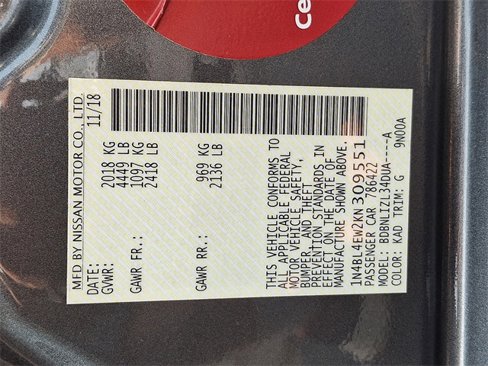 Ce
MFD BY NISSAN MOTOR CO., LTD.
DATE: 11/18
GVWR: 2018 KG
4449 LB
GAWR FR.: 1097 KG
2418 LB
GAWR RR.: 969 KG
2136 LB
THIS VEHICLE CONFORMS TO
ALL APPLICABLE FEDERAL
MOTOR VEHICLE SAFETY,
BUMPER, AND THEFT
PREVENTION STANDARDS IN
EFFECT ON THE DATE OF
MANUFACTURE SHOWN ABOVE.
1N4BL4EW2KN309551
PASSENGER CAR 786422
MODEL: BDBNLIZL34DUA----A
COLOR: KAD TRIM: G 9N00A